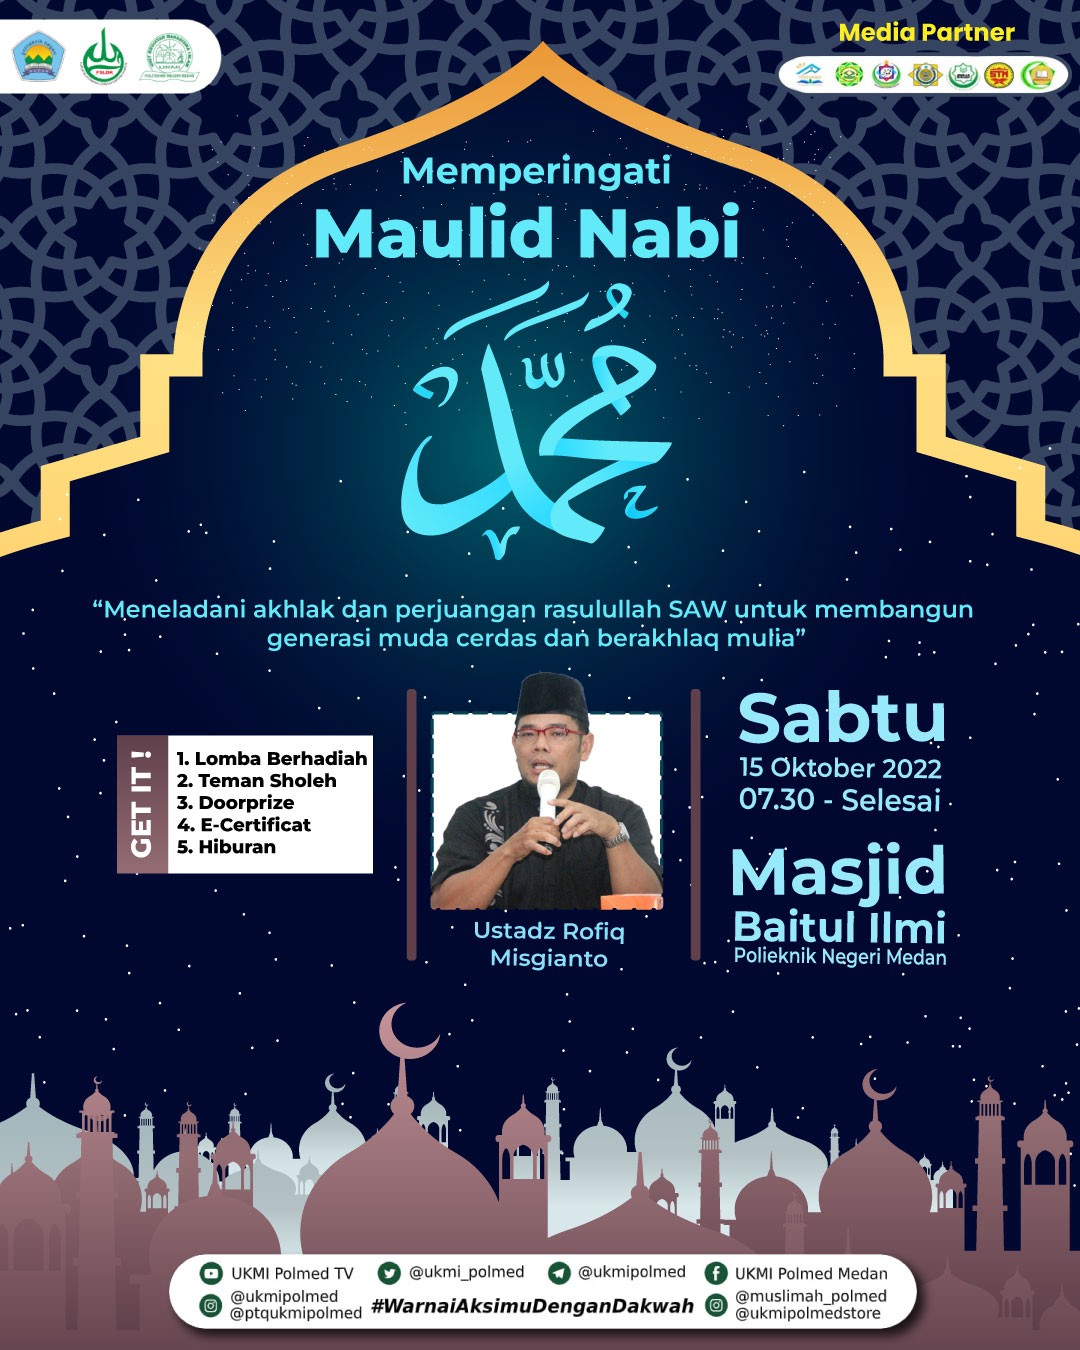 Media Partner
Memperingati
Maulid Nabi
مُحَمَّد
“Meneladani akhlak dan perjuangan rasulullah SAW untuk membangun
generasi muda cerdas dan berakhlaq mulia”
GET IT !
1. Lomba Berhadiah
2. Teman Sholeh
3. Doorprize
4. E-Certificat
5. Hiburan
Ustadz Rofiq
Misgianto
Sabtu
15 Oktober 2022
07.30 - Selesai
Masjid
Baitul Ilmi
Polieknik Negeri Medan
UKMI Polmed TV
@ukmi_polmed
@ukmipolmed
UKMI Polmed Medan
@ukmipolmed
@ptqukmipolmed
#WarnaiAksimuDenganDakwah
@muslimah_polmed
@ukmipolmedstore